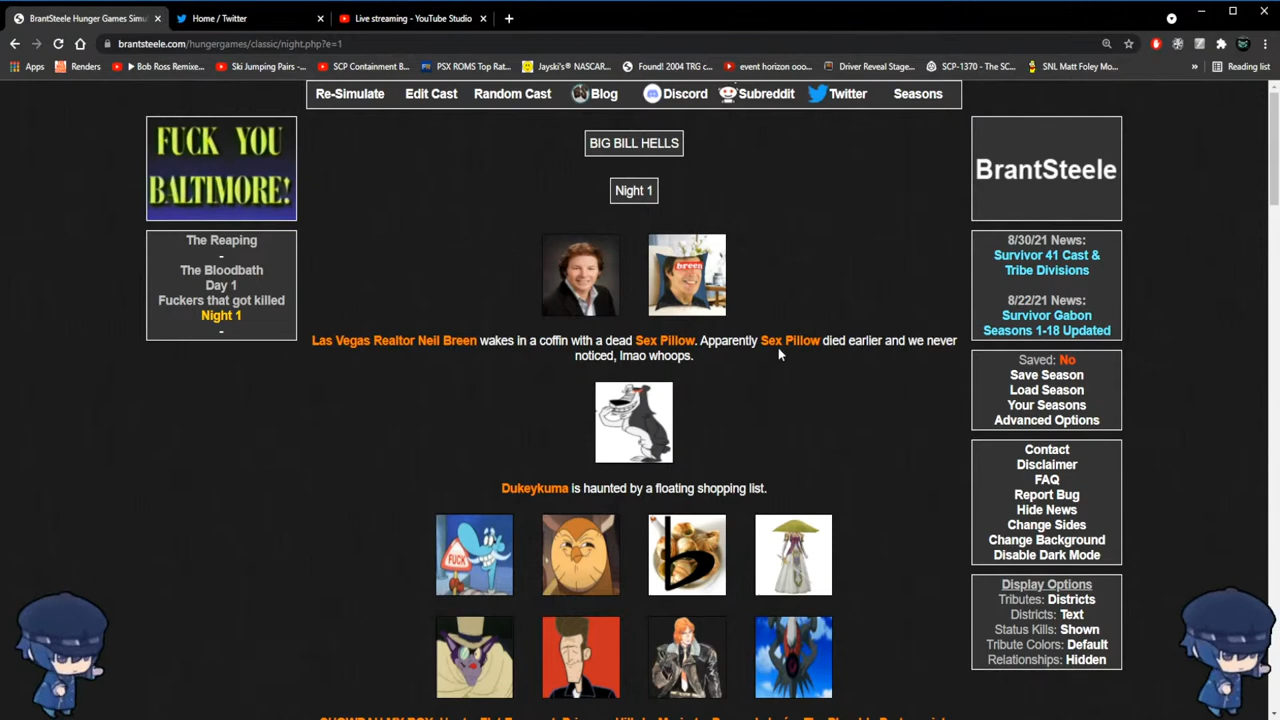 BrantSteele Hunger Games Simu
Home / Twitter
Live streaming - YouTube Studio
brantsteele.com/hungergames/classic/night.php?e=1
Apps
Renders
Bob Ross Remixe...
Ski Jumping Pairs -...
SCP Containment B...
PSX ROMS Top Rat...
Jayski's® NASCAR...
Found! 2004 TRG c...
event horizon ooo...
Driver Reveal Stage...
SCP-1370 - The SC...
SNL Matt Foley Mo...
»
Reading list
Re-Simulate
Edit Cast
Random Cast
Blog
Discord
Subreddit
Twitter
Seasons
FUCK YOU
BALTIMORE!
The Reaping
-
The Bloodbath
Day 1
Fuckers that got killed
Night 1
-
BIG BILL HELLS
Night 1
breen
Las Vegas Realtor Neil Breen wakes in a coffin with a dead Sex Pillow. Apparently Sex Pillow died earlier and we never
noticed, lmao whoops.
Dukeykuma is haunted by a floating shopping list.
FUCK
b
BrantSteele
8/30/21 News:
Survivor 41 Cast &
Tribe Divisions
8/22/21 News:
Survivor Gabon
Seasons 1-18 Updated
Saved: No
Save Season
Load Season
Your Seasons
Advanced Options
Contact
Disclaimer
FAQ
Report Bug
Hide News
Change Sides
Change Background
Disable Dark Mode
Display Options
Tributes: Districts
Districts: Text
Status Kills: Shown
Tribute Colors: Default
Relationships: Hidden